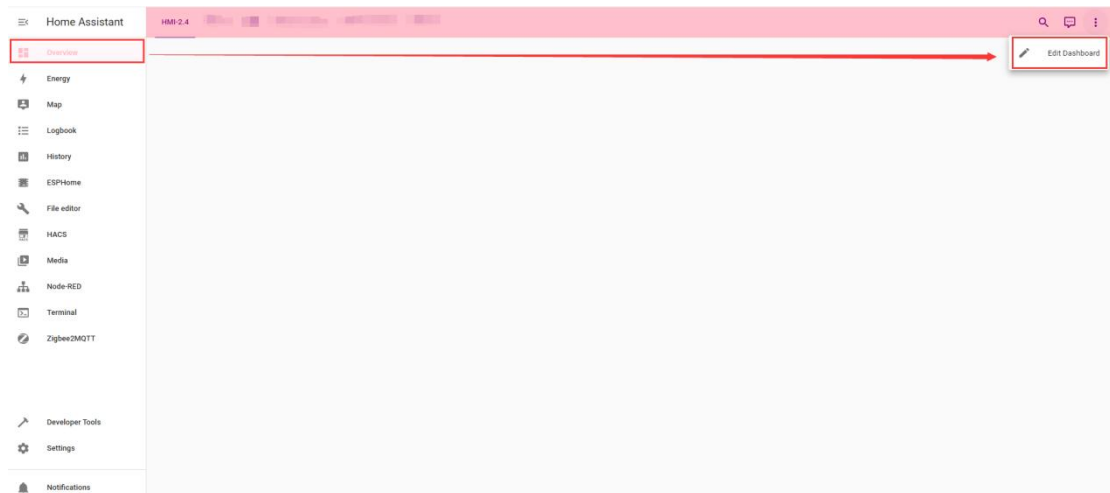 Home Assistant
HMI-2.4
Overview
Edit Dashboard
Energy
Map
Logbook
History
ESPHome
File editor
HACS
Media
Node-RED
Terminal
Zigbee2MQTT
Developer Tools
Settings
Notifications